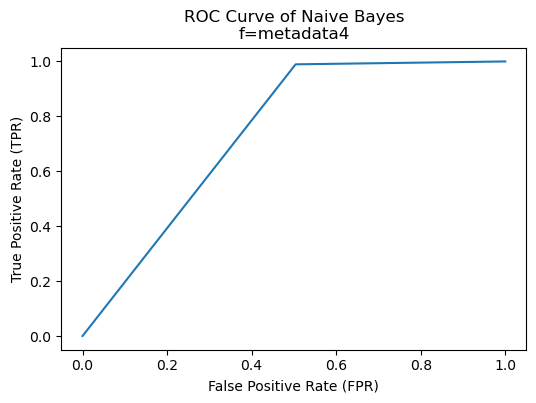 ROC Curve of Naive Bayes
f=metadata4
True Positive Rate (TPR)
1.0
0.8
0.6
0.4
0.2
0.0
0.0 0.2 0.4 0.6 0.8 1.0
False Positive Rate (FPR)